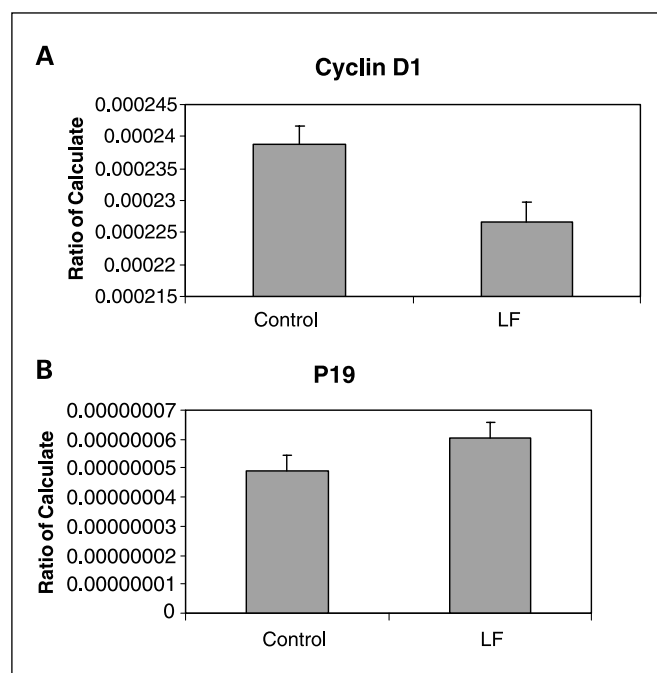 A
Cyclin D1
Ratio of Calculate
0.000245
0.00024
0.000235
0.00023
0.000225
0.00022
0.000215
Control LF
B
P19
Ratio of Calculate
0.00000007
0.00000006
0.00000005
0.00000004
0.00000003
0.00000002
0.00000001
0
Control LF